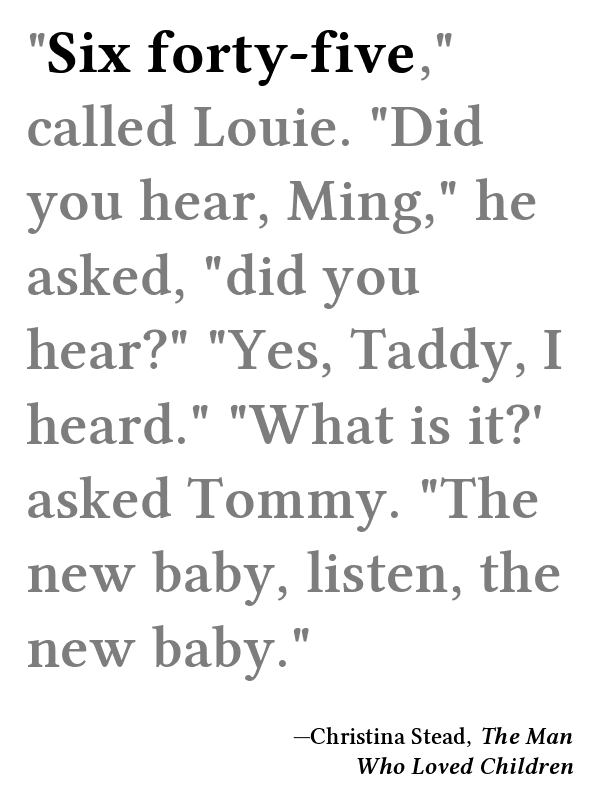 "Six forty-five,"
called Louie. "Did
you hear, Ming," he
asked, "did you
hear?" "Yes, Taddy, I
heard." "What is it?'
asked Tommy. "The
new baby, listen, the
new baby."
—Christina Stead, The Man
Who Loved Children